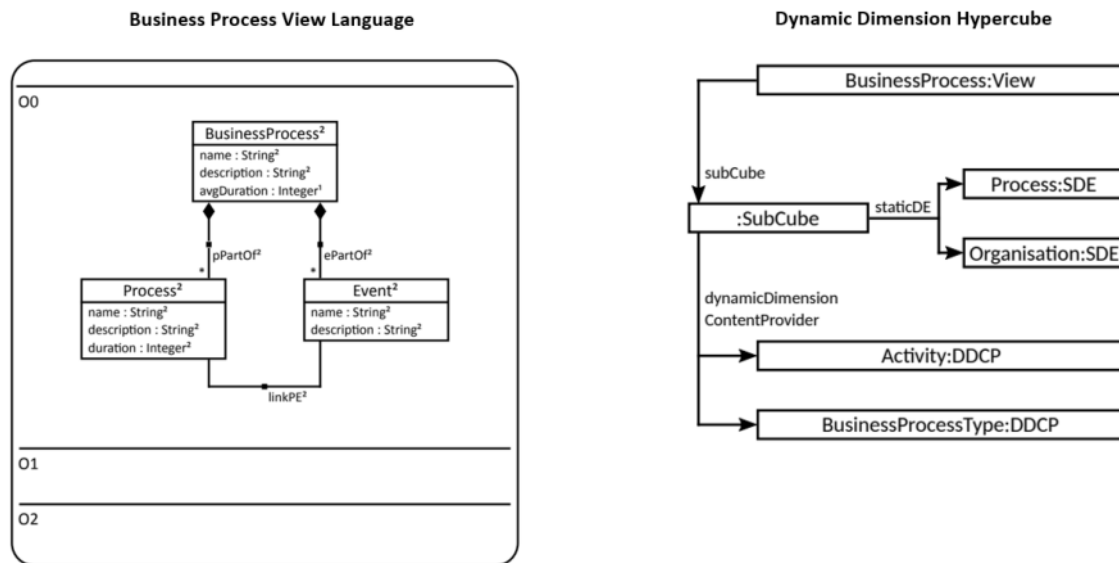 Business Process View Language
O0
BusinessProcess²
name : String²
description : String²
avgDuration : Integer¹
pPartOf²
ePartOf²
*
*
Process²
name : String²
description : String²
duration : Integer²
Event²
name : String²
description : String²
linkPE²
O1
O2
Dynamic Dimension Hypercube
BusinessProcess:View
subCube
:SubCube
staticDE
Process:SDE
Organisation:SDE
dynamicDimension
ContentProvider
Activity:DDCP
BusinessProcessType:DDCP